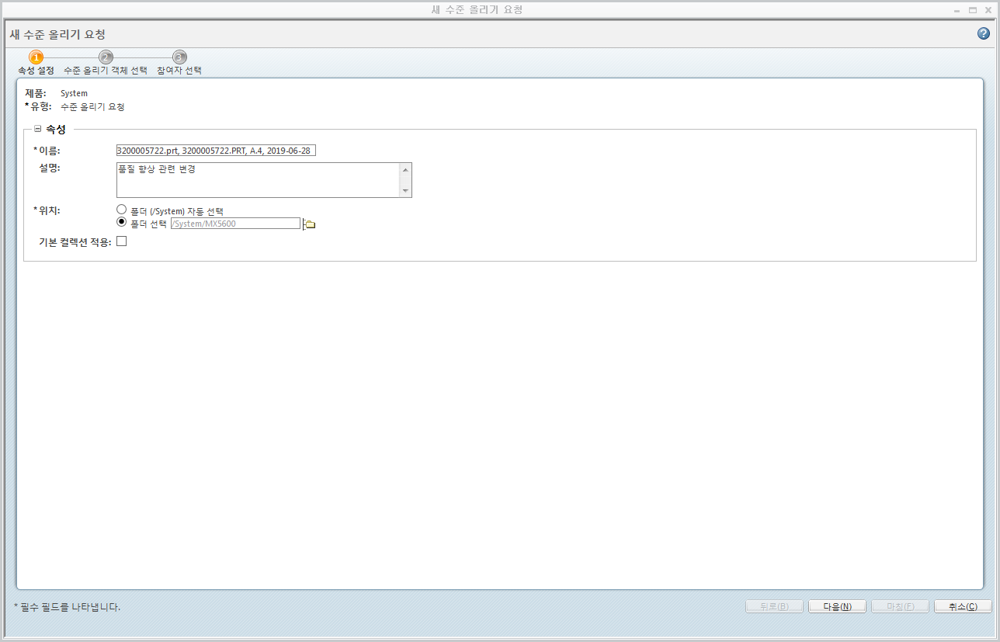 새 수준 올리기 요청
새 수준 올리기 요청
1 2 3
속성 설정 수준 올리기 객체 선택 참여자 선택
제품: System
*유형: 수준 올리기 요청
속성
*이름: 3200005722.prt, 3200005722.PRT, A.4, 2019-06-28
설명: 품질 향상 관련 변경
*위치: 폴더 (/System) 자동 선택
폴더 선택 /System/MX5600
기본 컬렉션 적용:
* 필수 필드를 나타냅니다.
뒤로(B) 다음(N) 마침(F) 취소(C)